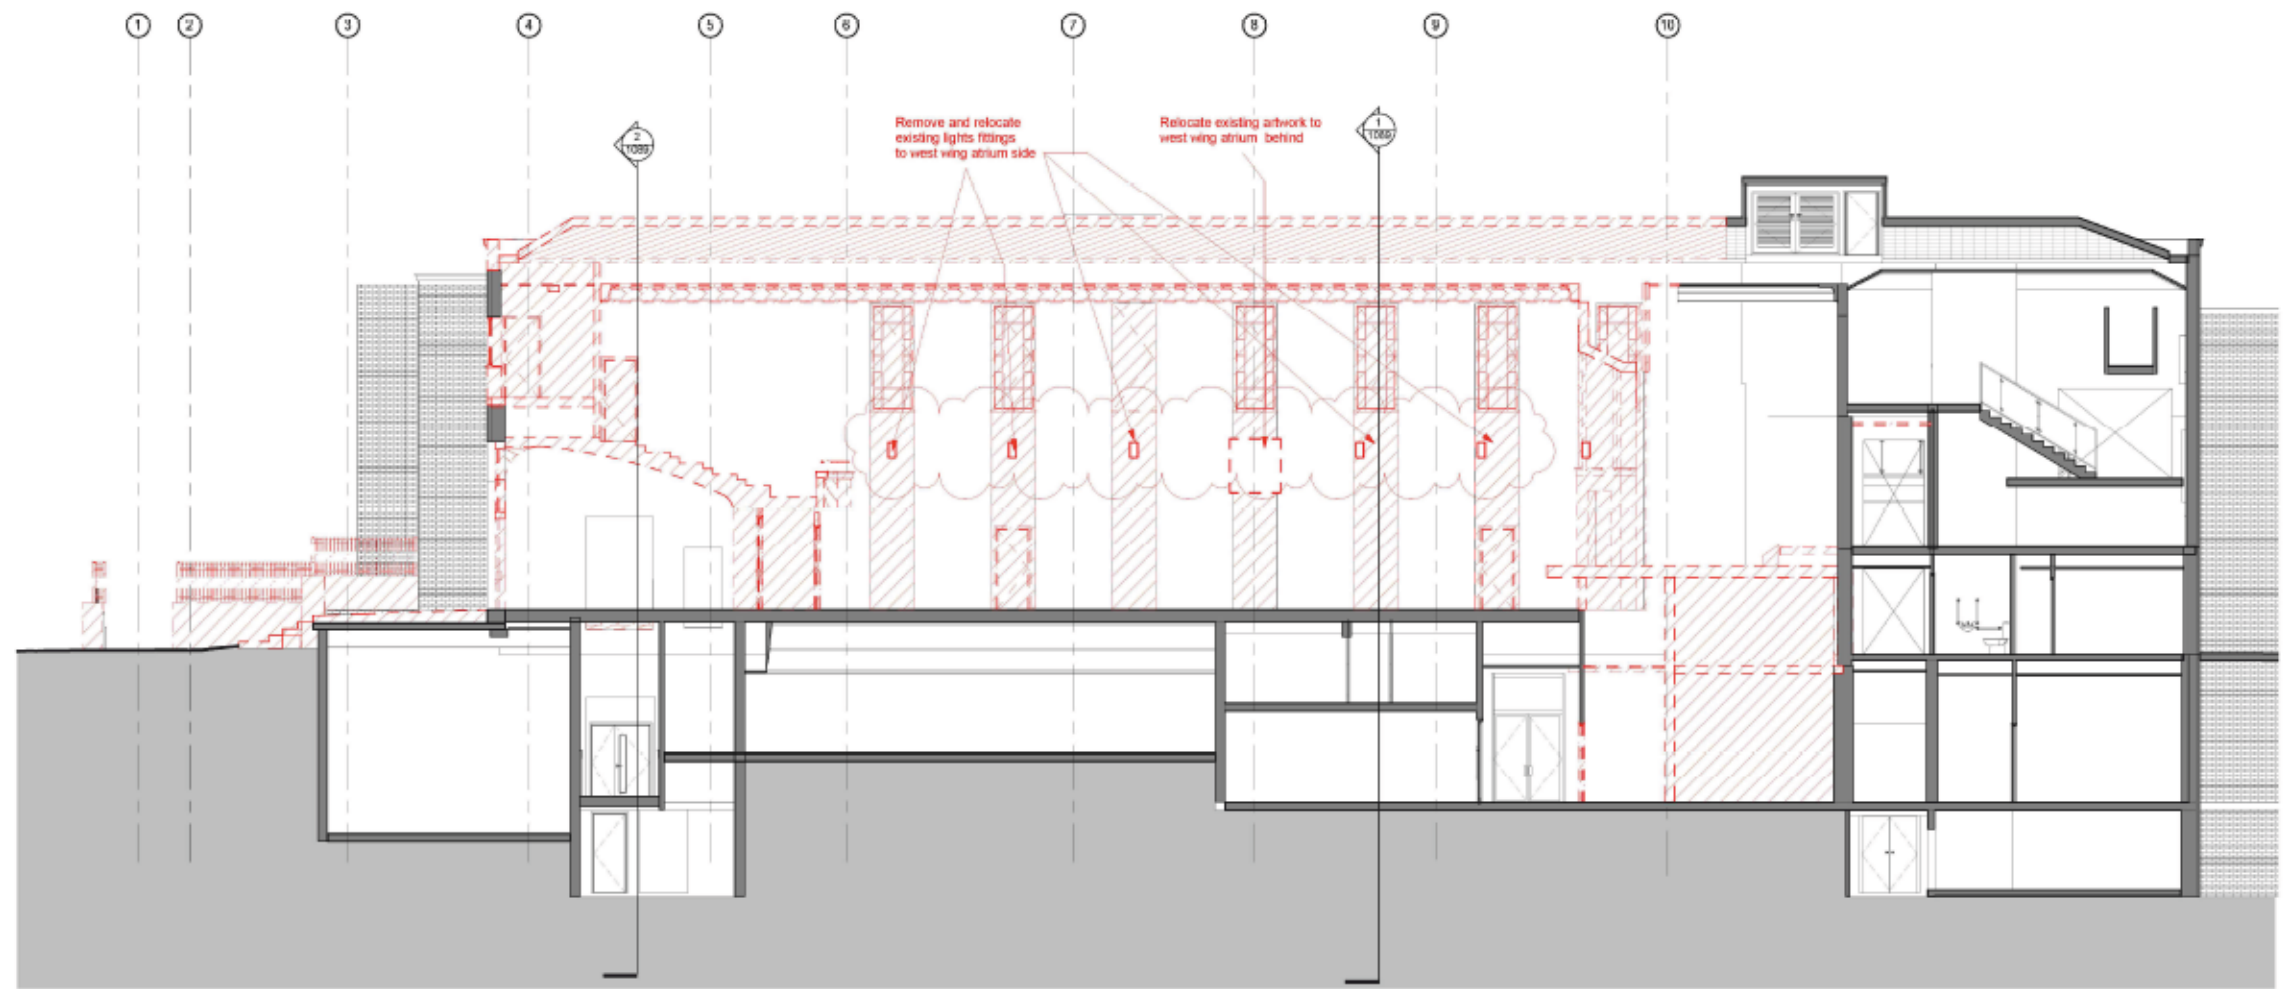 1 2 3 4 5 6 7 8 9 10
Remove and relocate
existing lights fittings
to west wing atrium side
Relocate existing artwork to
west wing atrium behind
2
1089
1
1089